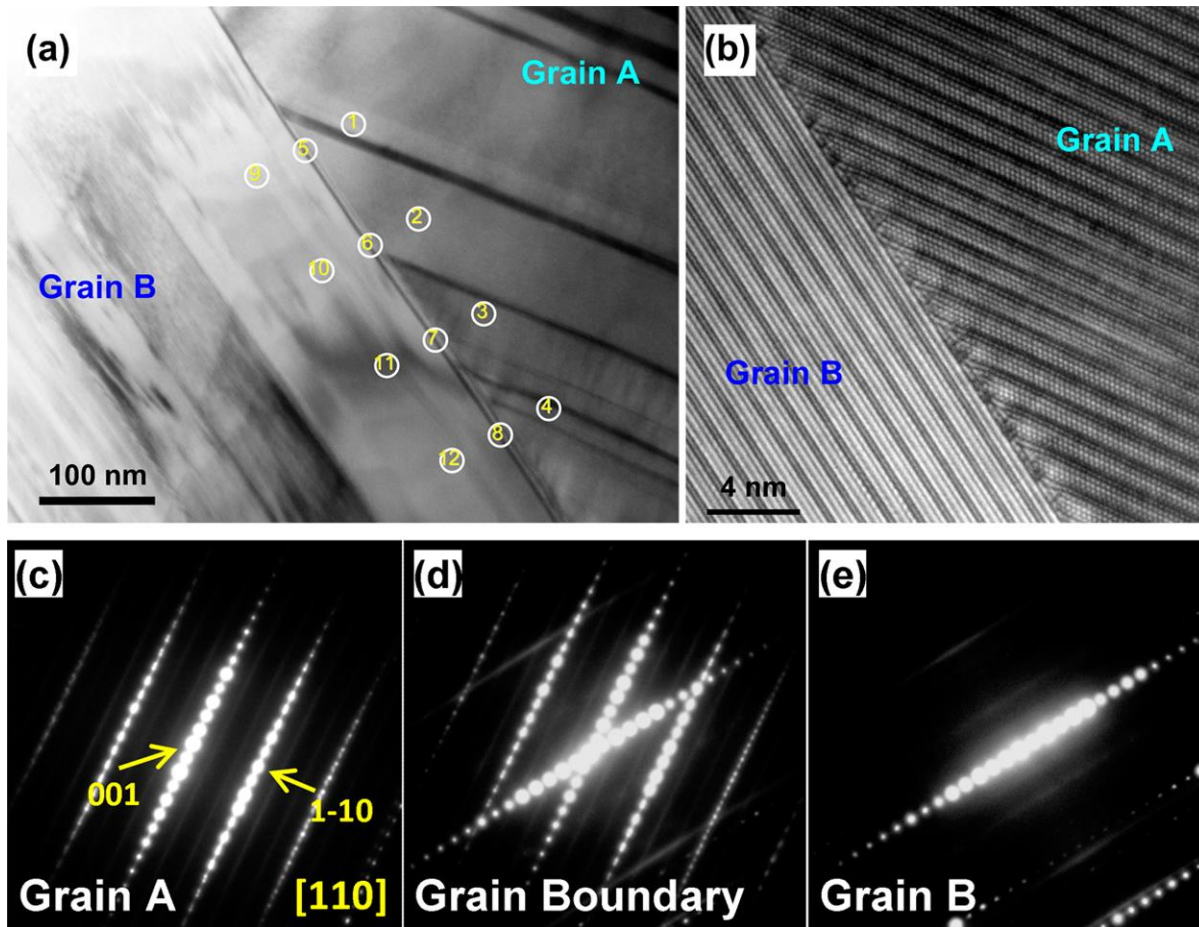 (a)
Grain A
1
5
9
2
6
10
Grain B
3
7
11
4
8
12
100 nm
(b)
Grain A
Grain B
4 nm
(c)
001
1-10
Grain A
[110]
(d)
Grain Boundary
(e)
Grain B